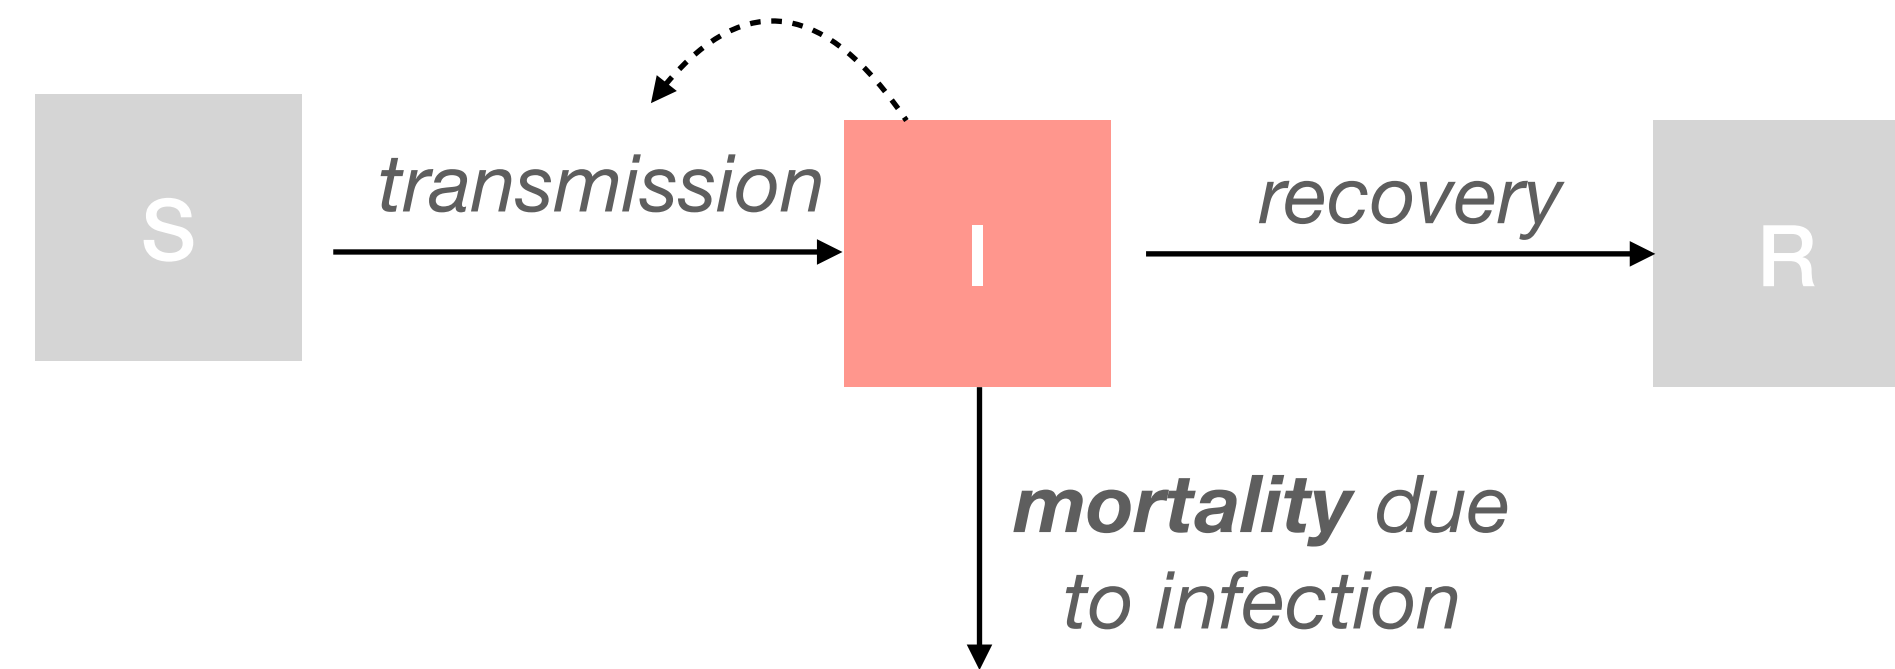 S
transmission
I
recovery
R
mortality due
to infection